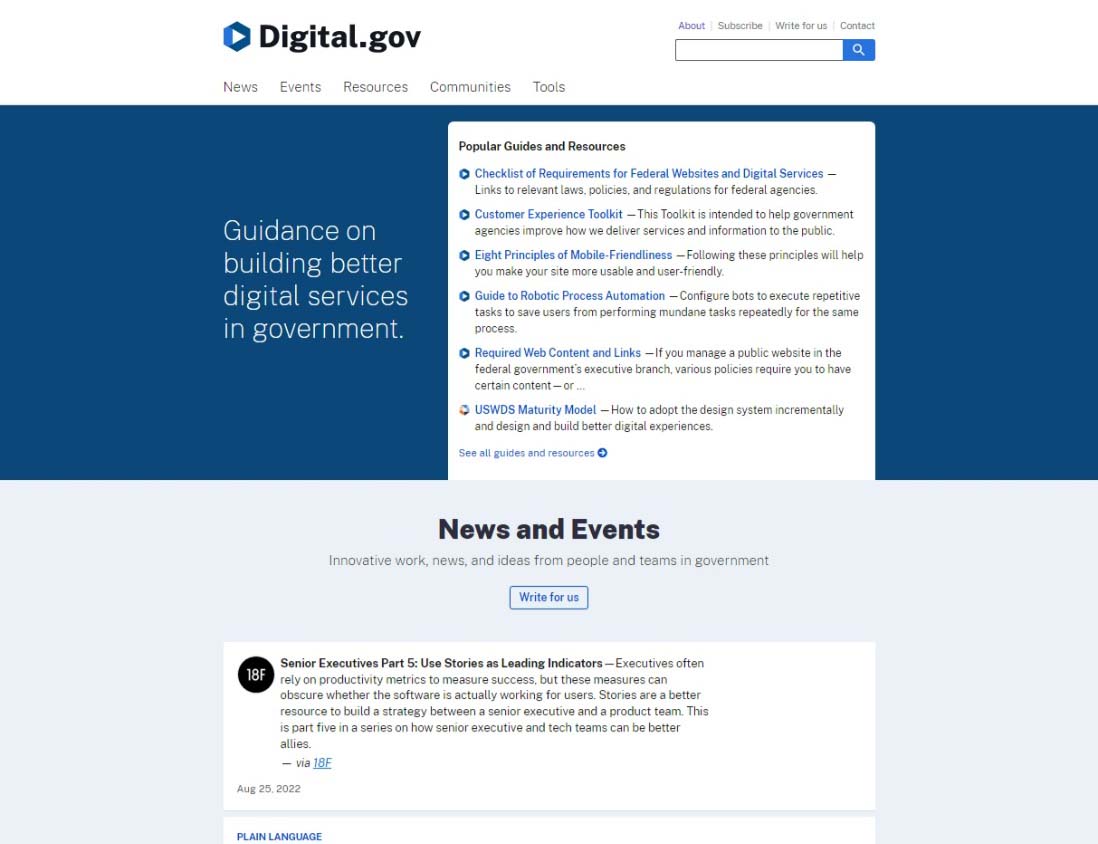 Digital.gov
About | Subscribe | Write for us | Contact
News Events Resources Communities Tools
Guidance on
building better
digital services
in government.
Popular Guides and Resources
Checklist of Requirements for Federal Websites and Digital Services —
Links to relevant laws, policies, and regulations for federal agencies.
Customer Experience Toolkit —This Toolkit is intended to help government
agencies improve how we deliver services and information to the public.
Eight Principles of Mobile-Friendliness —Following these principles will help
you make your site more usable and user-friendly.
Guide to Robotic Process Automation —Configure bots to execute repetitive
tasks to save users from performing mundane tasks repeatedly for the same
process.
Required Web Content and Links —If you manage a public website in the
federal government's executive branch, various policies require you to have
certain content—or ...
USWDS Maturity Model —How to adopt the design system incrementally
and design and build better digital experiences.
See all guides and resources
News and Events
Innovative work, news, and ideas from people and teams in government
Write for us
18F
Senior Executives Part 5: Use Stories as Leading Indicators—Executives often
rely on productivity metrics to measure success, but these measures can
obscure whether the software is actually working for users. Stories are a better
resource to build a strategy between a senior executive and a product team. This
is part five in a series on how senior executive and tech teams can be better
allies.
— via 18F
Aug 25, 2022
PLAIN LANGUAGE